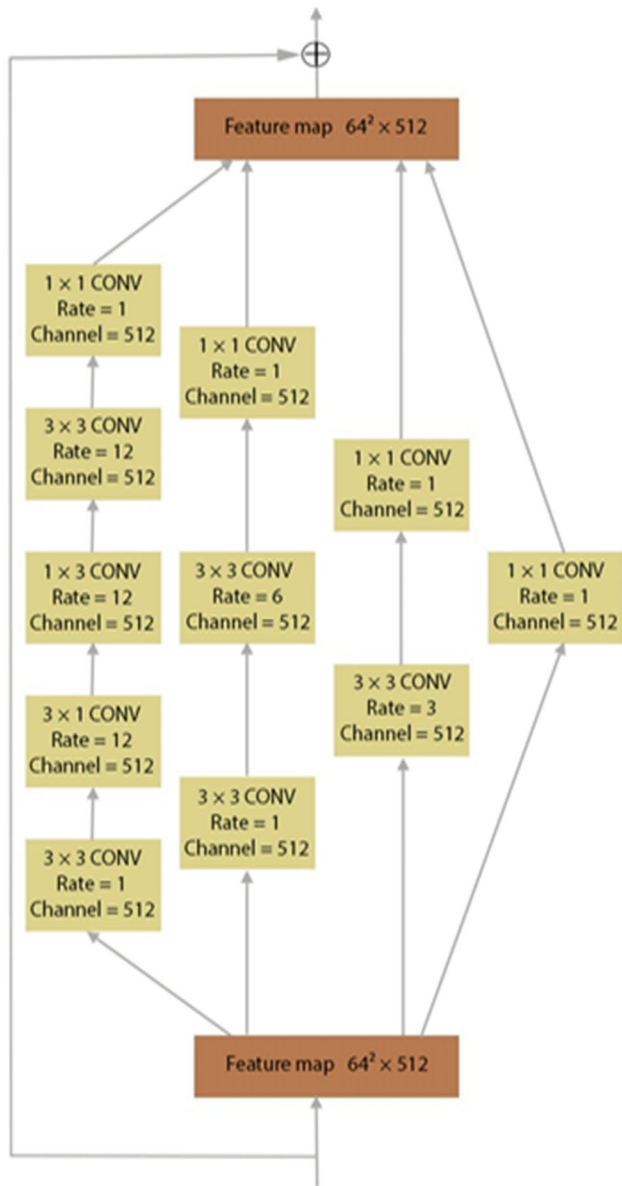 Feature map 64² × 512
1 × 1 CONV
Rate = 1
Channel = 512
3 × 3 CONV
Rate = 12
Channel = 512
1 × 3 CONV
Rate = 12
Channel = 512
3 × 1 CONV
Rate = 12
Channel = 512
3 × 3 CONV
Rate = 1
Channel = 512
1 × 1 CONV
Rate = 1
Channel = 512
3 × 3 CONV
Rate = 6
Channel = 512
3 × 3 CONV
Rate = 1
Channel = 512
1 × 1 CONV
Rate = 1
Channel = 512
3 × 3 CONV
Rate = 3
Channel = 512
1 × 1 CONV
Rate = 1
Channel = 512
Feature map 64² × 512